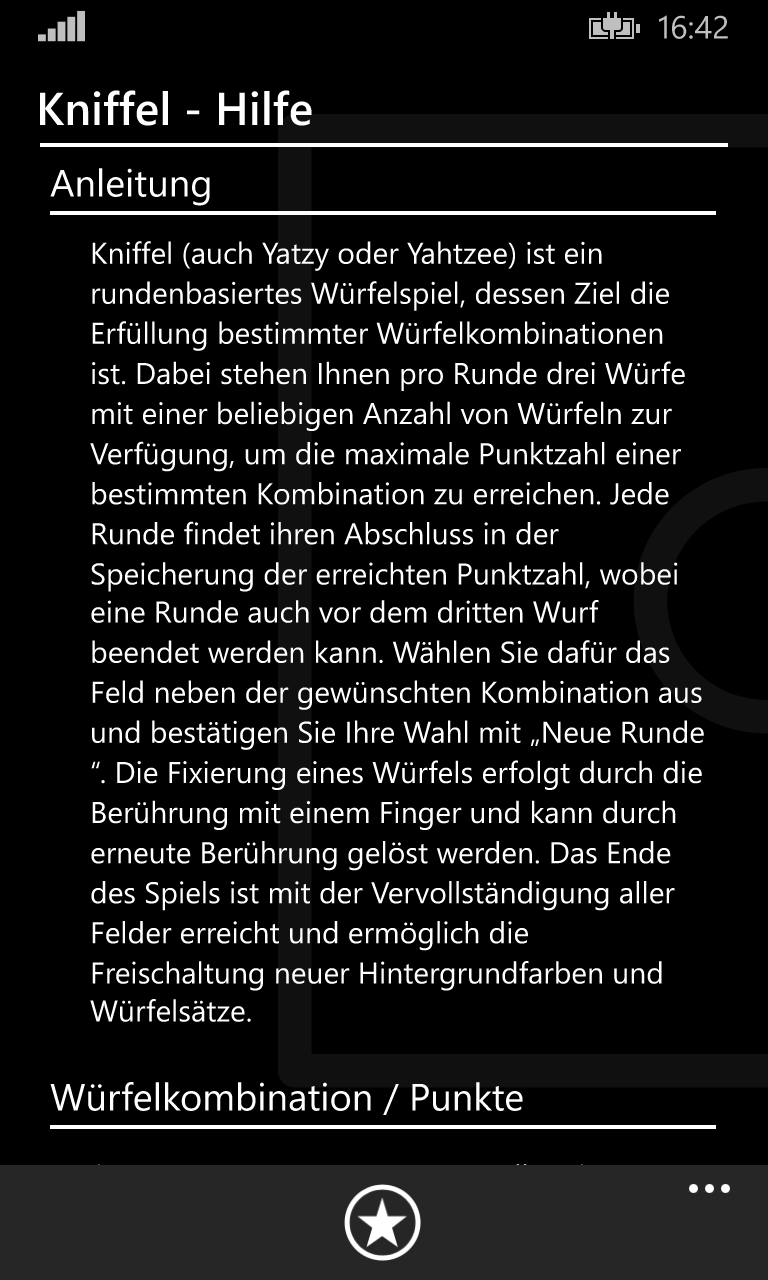 16:42
Kniffel - Hilfe
Anleitung
Kniffel (auch Yatzy oder Yahtzee) ist ein
rundenbasiertes Würfelspiel, dessen Ziel die
Erfüllung bestimmter Würfelkombinationen
ist. Dabei stehen Ihnen pro Runde drei Würfe
mit einer beliebigen Anzahl von Würfeln zur
Verfügung, um die maximale Punktzahl einer
bestimmten Kombination zu erreichen. Jede
Runde findet ihren Abschluss in der
Speicherung der erreichten Punktzahl, wobei
eine Runde auch vor dem dritten Wurf
beendet werden kann. Wählen Sie dafür das
Feld neben der gewünschten Kombination aus
und bestätigen Sie Ihre Wahl mit „Neue Runde
“. Die Fixierung eines Würfels erfolgt durch die
Berührung mit einem Finger und kann durch
erneute Berührung gelöst werden. Das Ende
des Spiels ist mit der Vervollständigung aller
Felder erreicht und ermöglich die
Freischaltung neuer Hintergrundfarben und
Würfelsätze.
Würfelkombination / Punkte